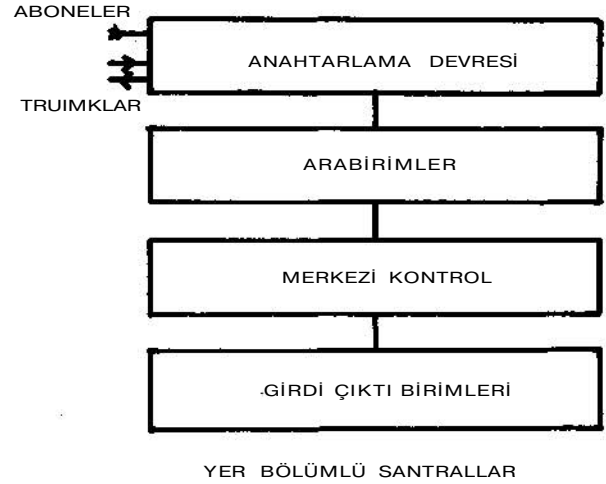 ABONELER
ANAHTARLAMA DEVRESİ
TRUIMKLAR
ARABİRİMLER
MERKEZİ KONTROL
GİRDİ ÇIKTI BİRİMLERİ
YER BÖLÜMLÜ SANTRALLAR